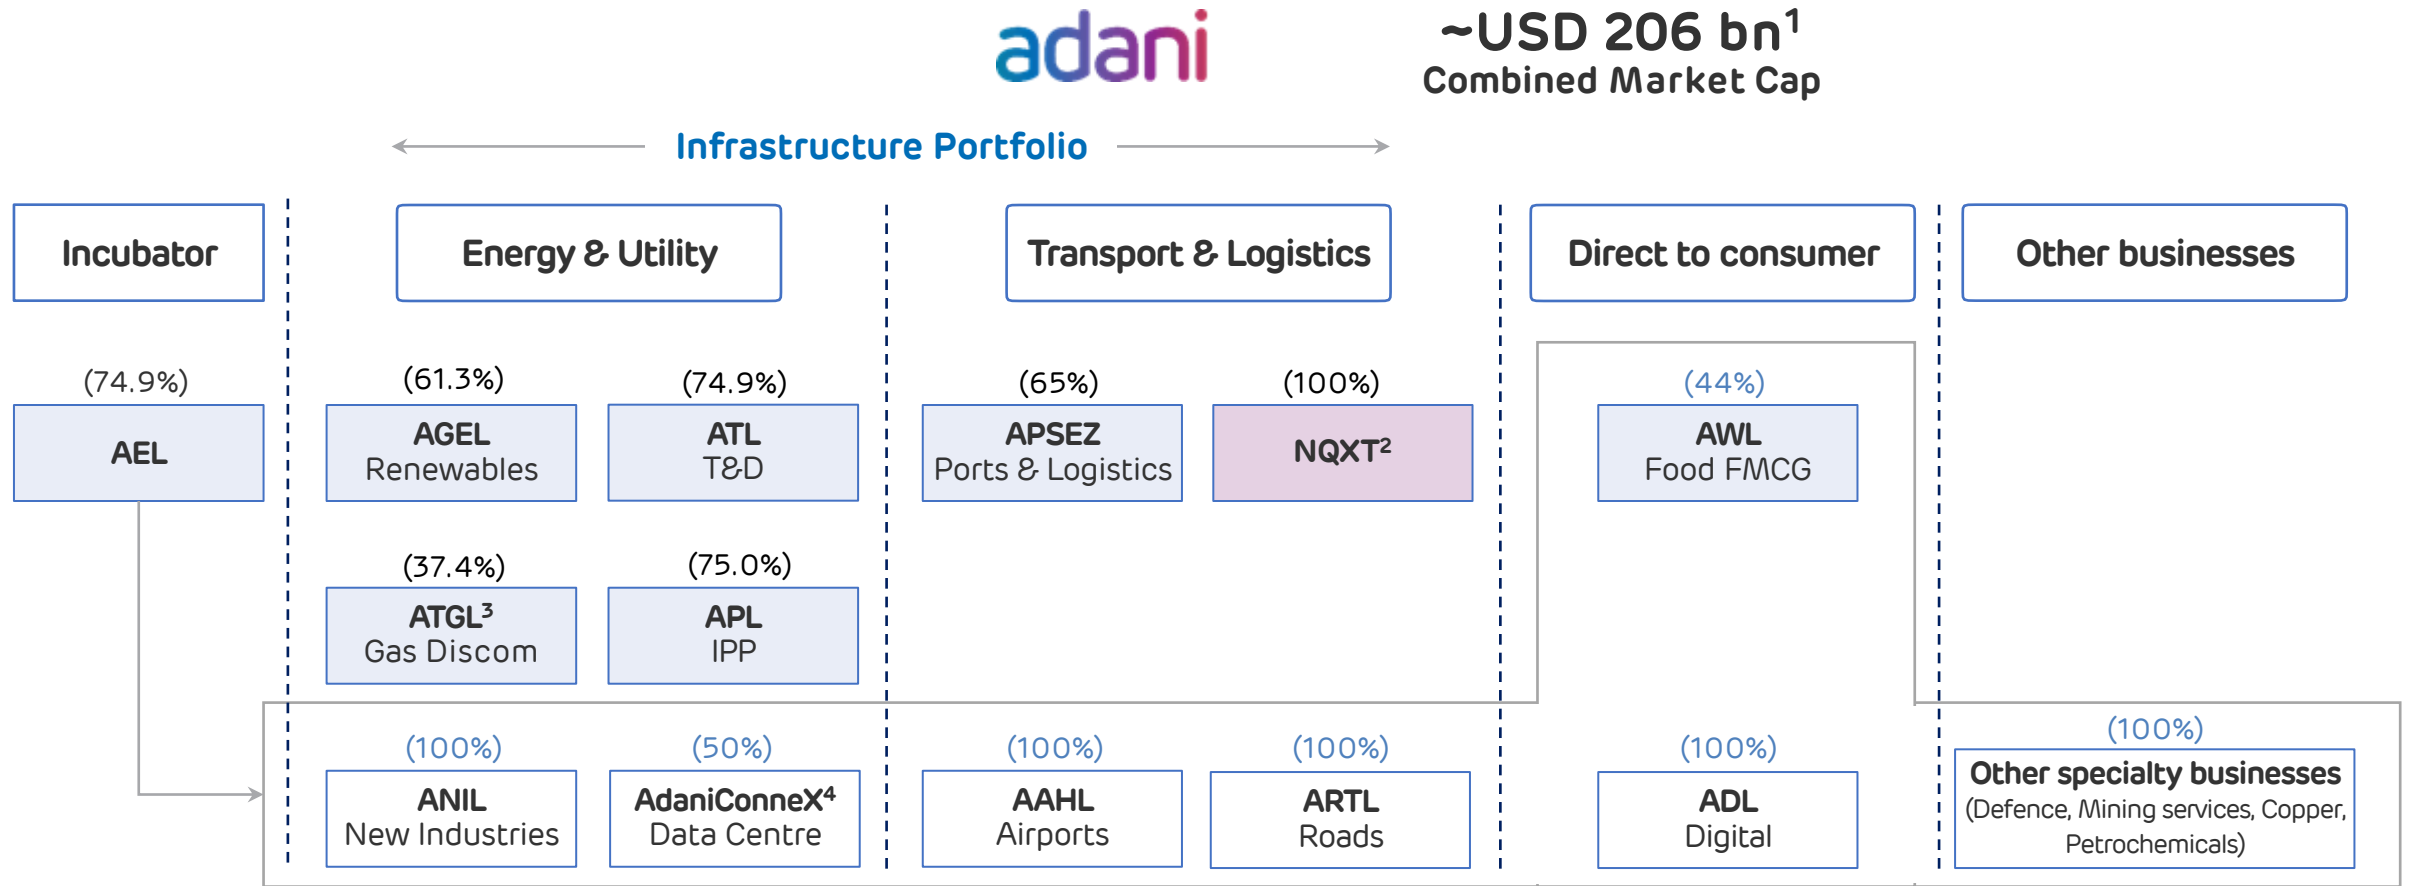 adani
~USD 206 bn¹
Combined Market Cap
Infrastructure Portfolio
Incubator
Energy & Utility
Transport & Logistics
Direct to consumer
Other businesses
(74.9%)
AEL
(61.3%)
AGEL
Renewables
(74.9%)
ATL
T&D
(65%)
APSEZ
Ports & Logistics
(100%)
NQXT²
(44%)
AWL
Food FMCG
(37.4%)
ATGL³
Gas Discom
(75.0%)
APL
IPP
(100%)
ANIL
New Industries
(50%)
AdaniConneX⁴
Data Centre
(100%)
AAHL
Airports
(100%)
ARTL
Roads
(100%)
ADL
Digital
(100%)
Other specialty businesses
(Defence, Mining services, Copper,
Petrochemicals)